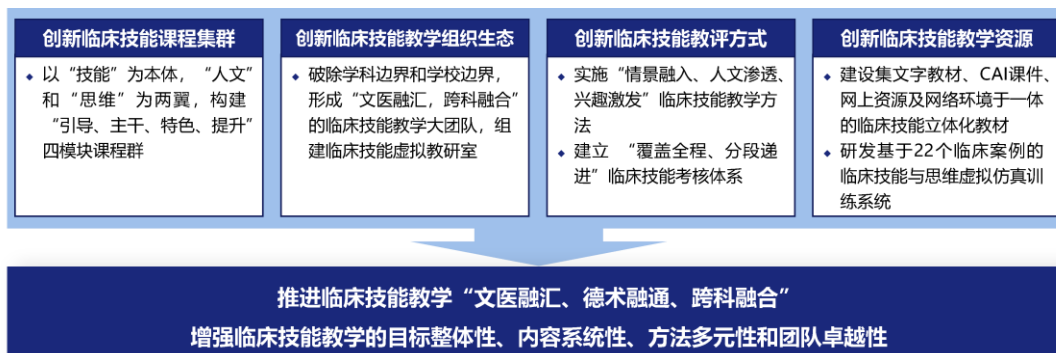 创新临床技能课程集群
以“技能”为本体，“人文”
和“思维”为两翼，构建
“引导、主干、特色、提升”
四模块课程群
创新临床技能教学组织生态
破除学科边界和学校边界，
形成“文医融汇，跨科融合”
的临床技能教学大团队，组
建临床技能虚拟教研室
创新临床技能教评方式
实施“情景融入、人文渗透、
兴趣激发”临床技能教学方
法
建立 “覆盖全程、分段递
进”临床技能考核体系
创新临床技能教学资源
建设集文字教材、CAI课件、
网上资源及网络环境于一体
的临床技能立体化教材
研发基于22个临床案例的
临床技能与思维虚拟仿真训
练系统
推进临床技能教学“文医融汇、德术融通、跨科融合”
增强临床技能教学的目标整体性、内容系统性、方法多元性和团队卓越性